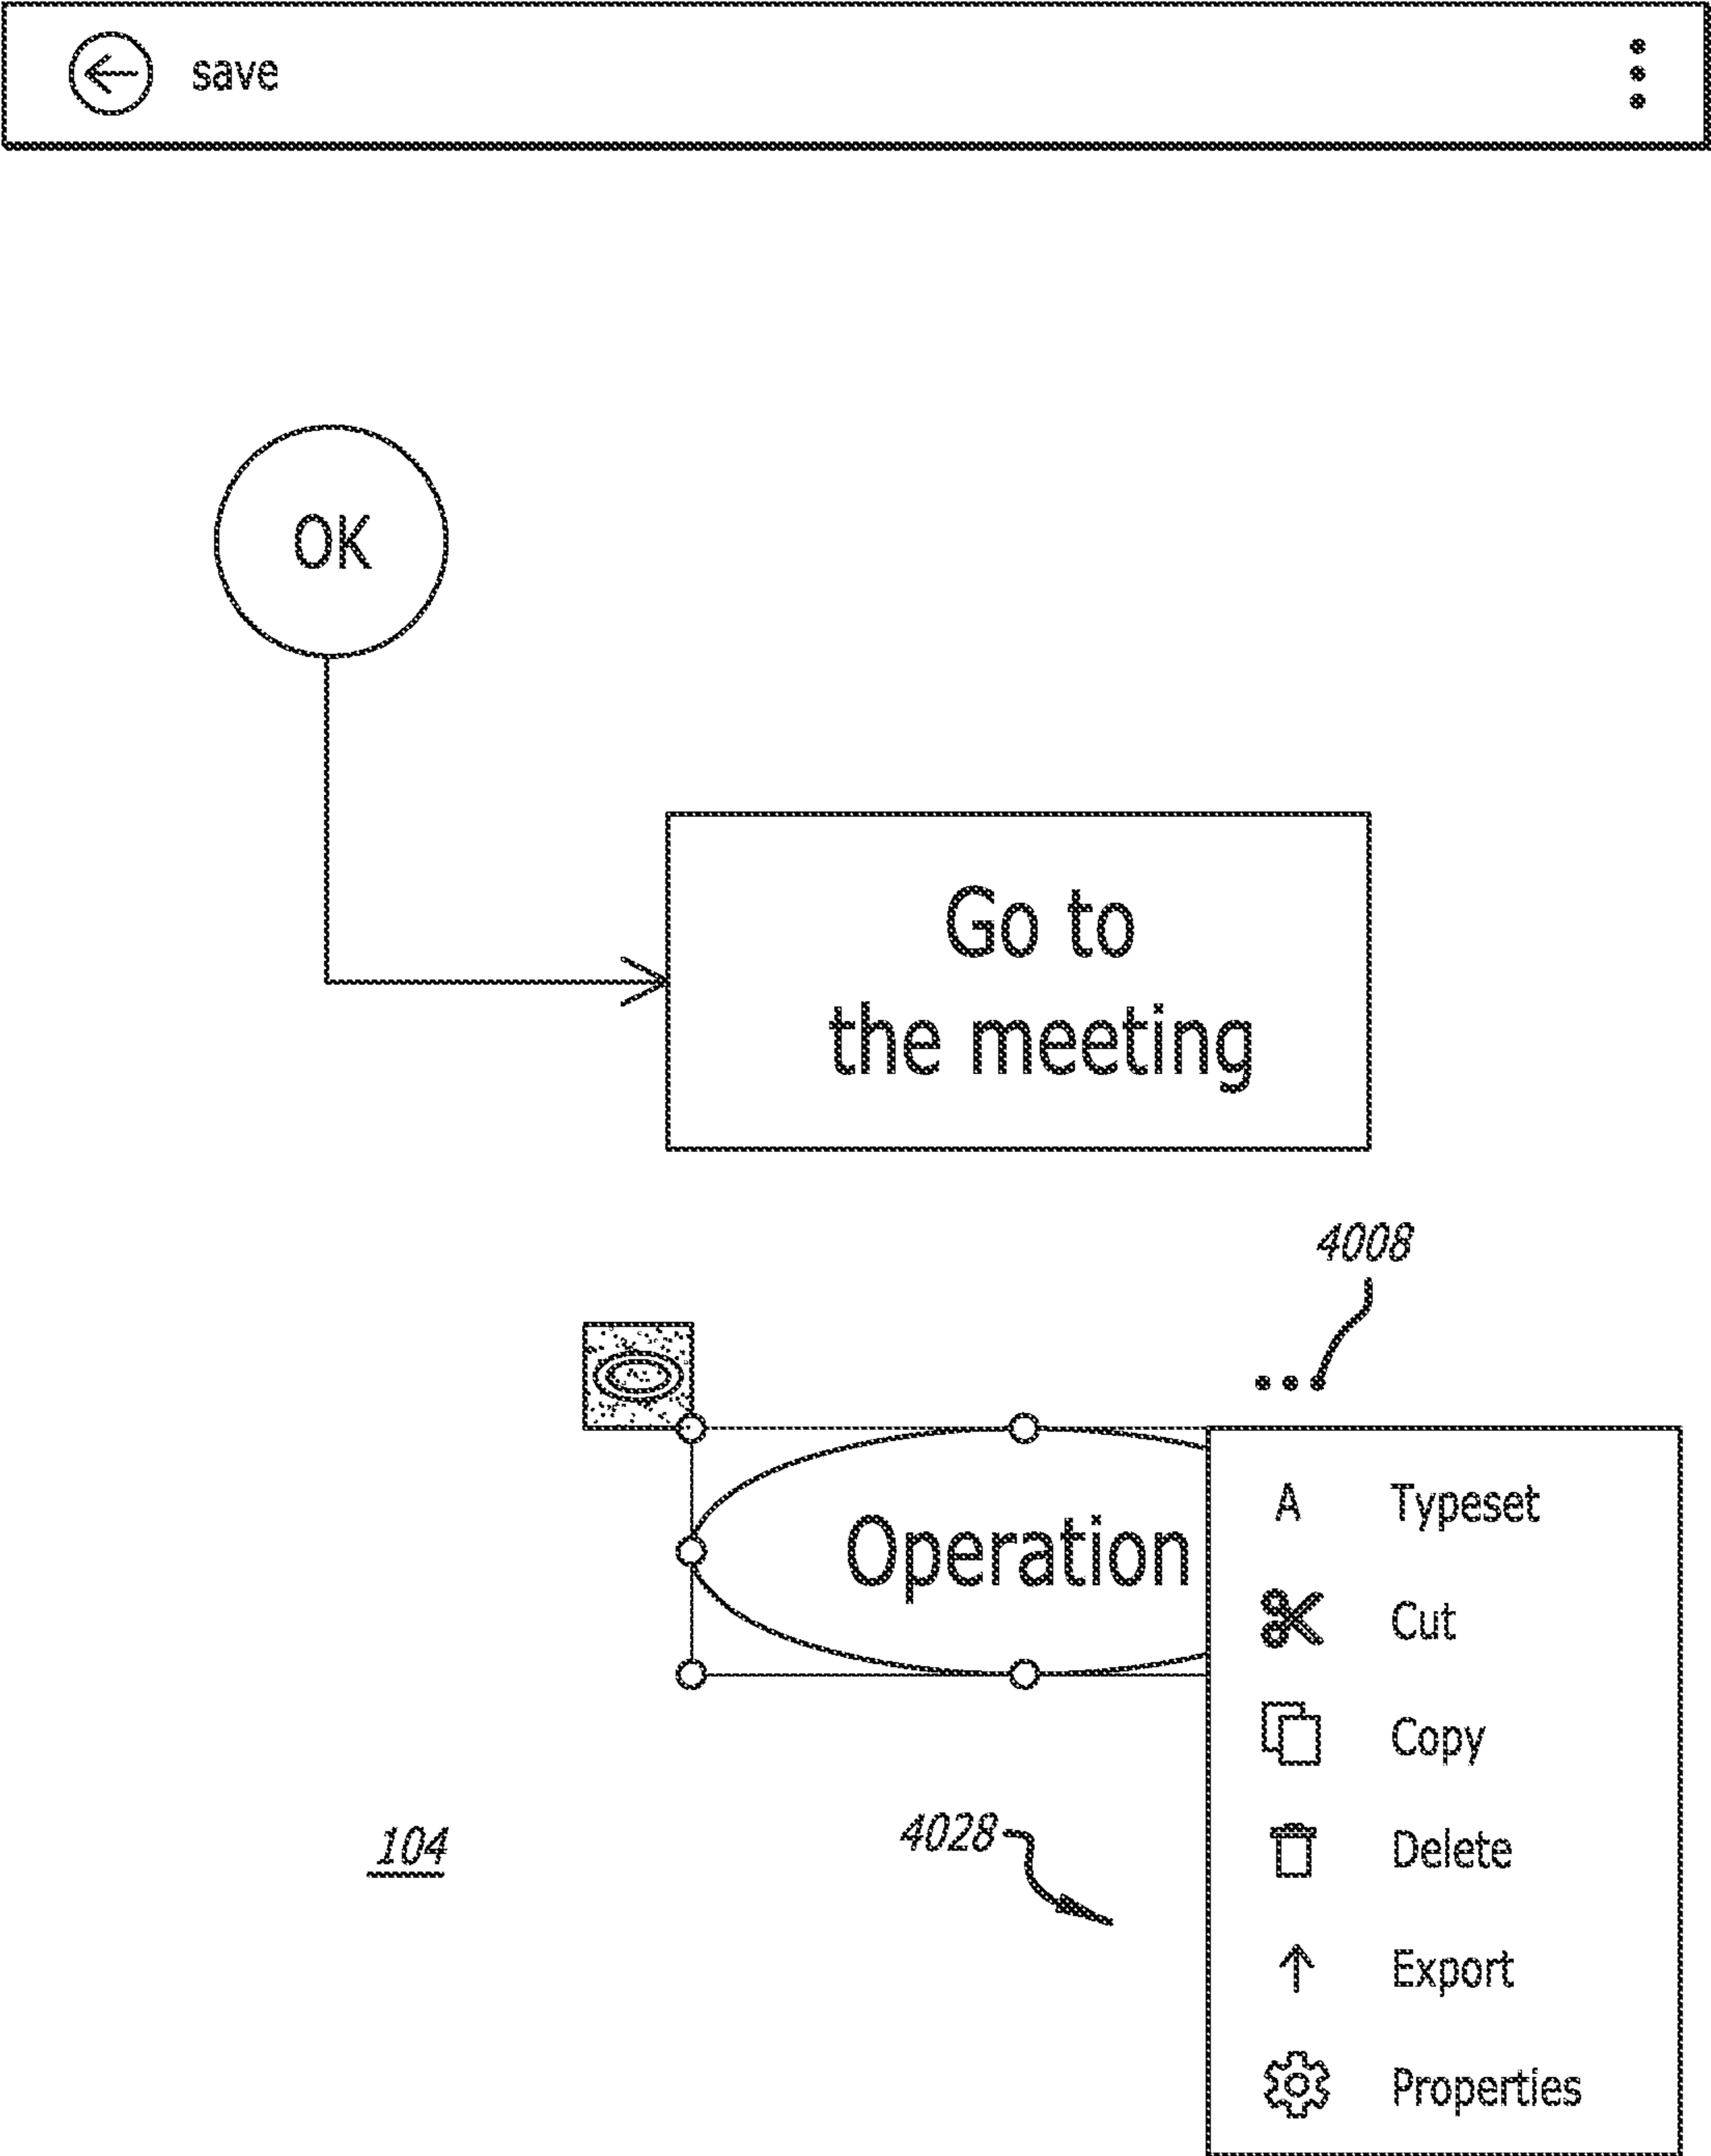 save
OK
Go to
the meeting
4008
Operation
A Typeset
Cut
Copy
4028
104
Delete
Export
Properties